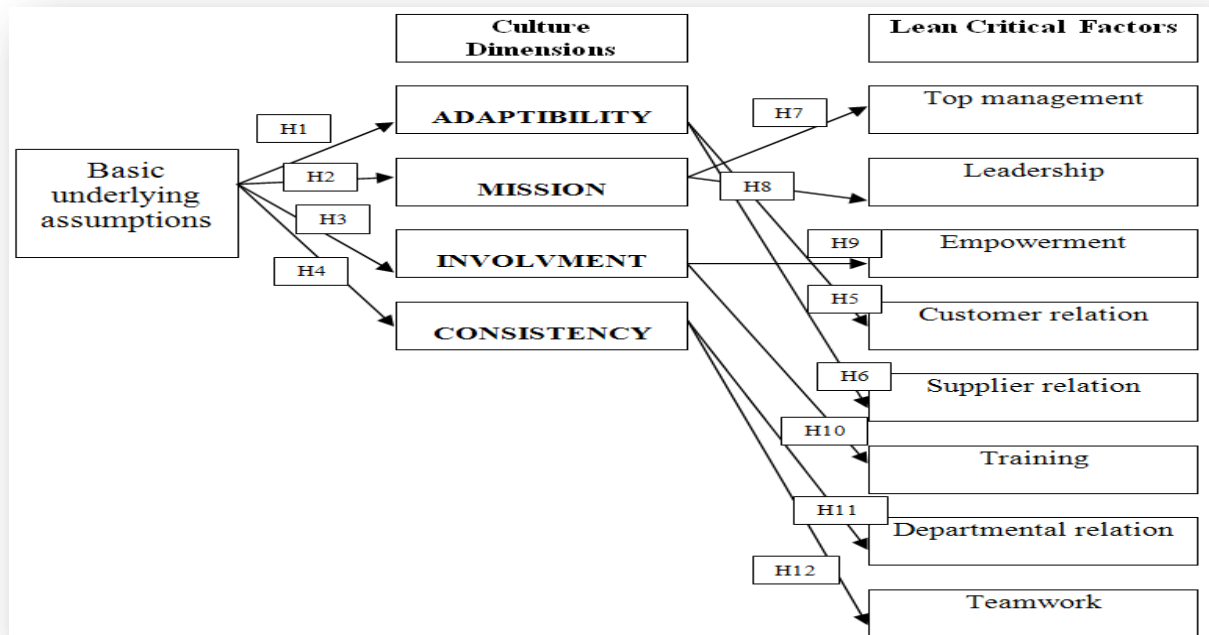 Culture
Dimensions
Lean Critical  Factors
ADAPTIBILITY
Top management
H7
H1
Basic
underlying
assumptions
H2
MISSION
H8
Leadership
H3
INVOLVMENT
H9
Empowerment
H4
H5
CONSISTENCY
Customer relation
H6
Supplier relation
H10
Training
H11
Departmental relation
H12
Teamwork